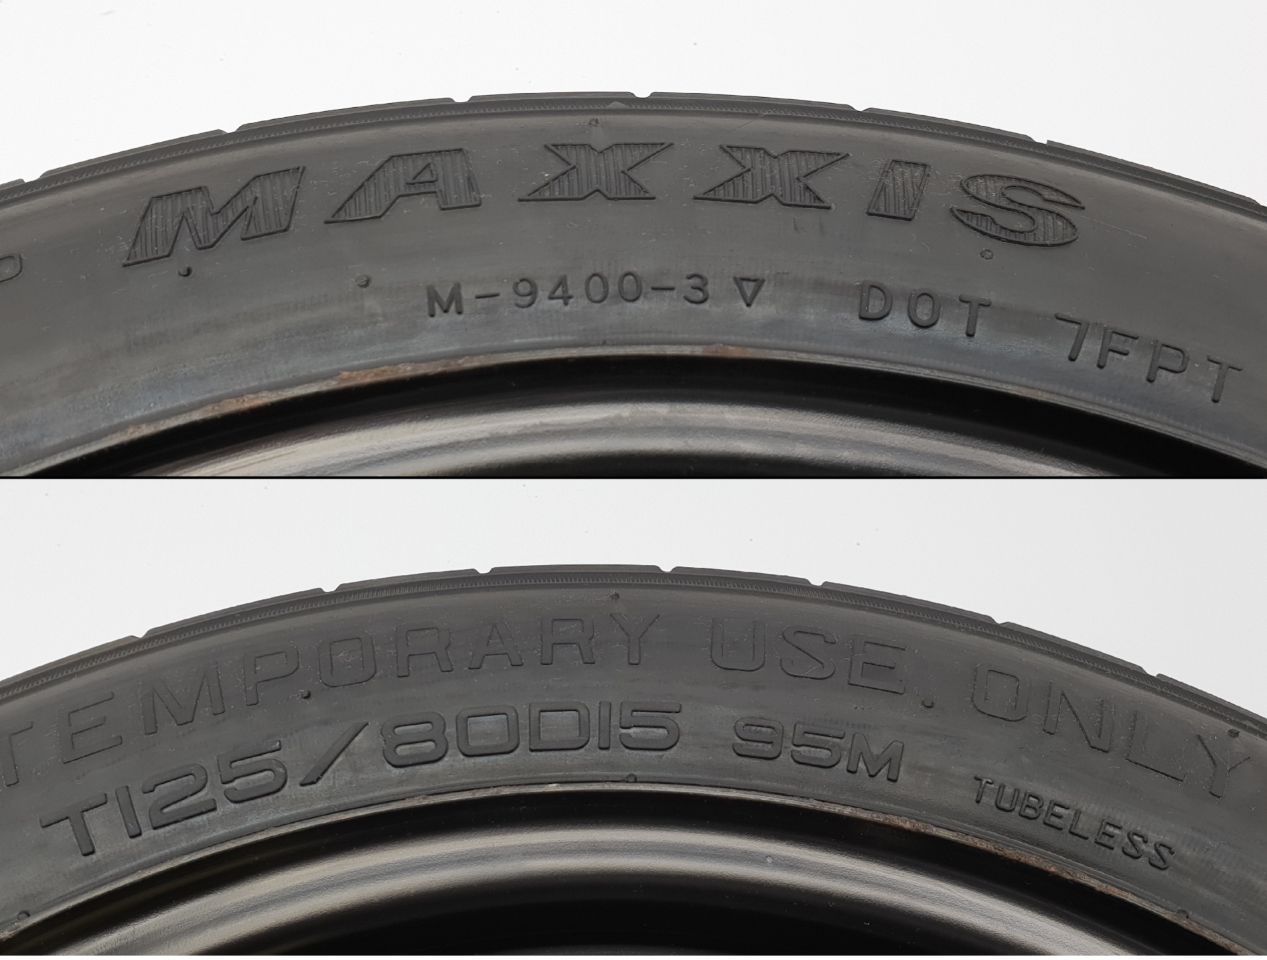 MAXXIS
M-9400-3 ▽ DOT 7FPT
TEMPORARY USE ONLY
T125/80D15 95M TUBELESS